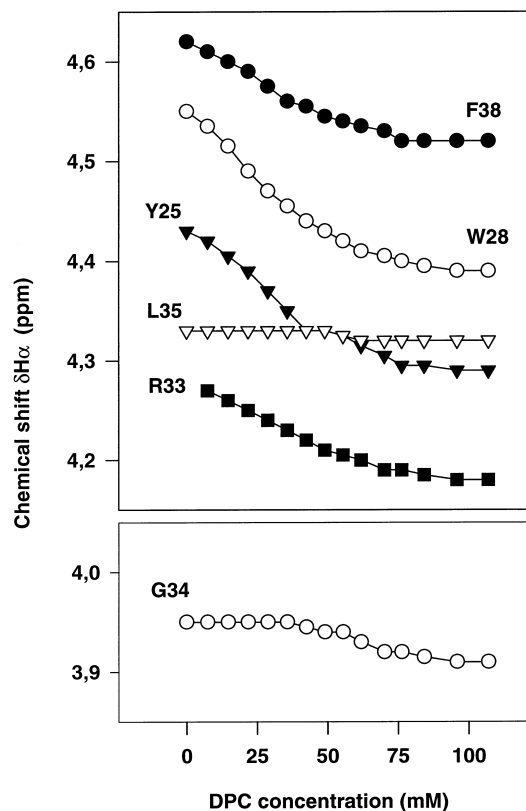 4,6
F38
4,5
Y25
W28
4,4
L35
4,3
R33
4,2
Chemical shift δHα (ppm)
4,0
G34
3,9
0 25 50 75 100
DPC concentration (mM)